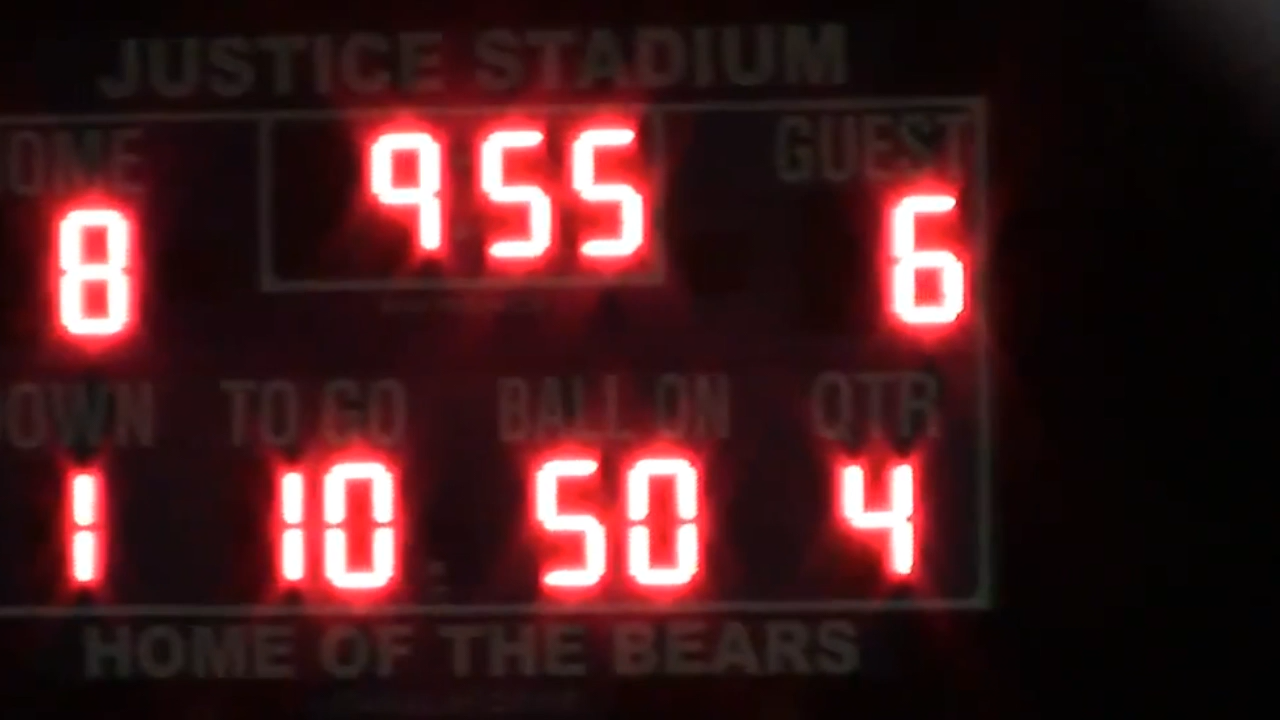 JUSTICE STADIUM
OME 955 GUEST
8 6
OWN TO GO BALL ON QTR
1 10 50 4
HOME OF THE BEARS